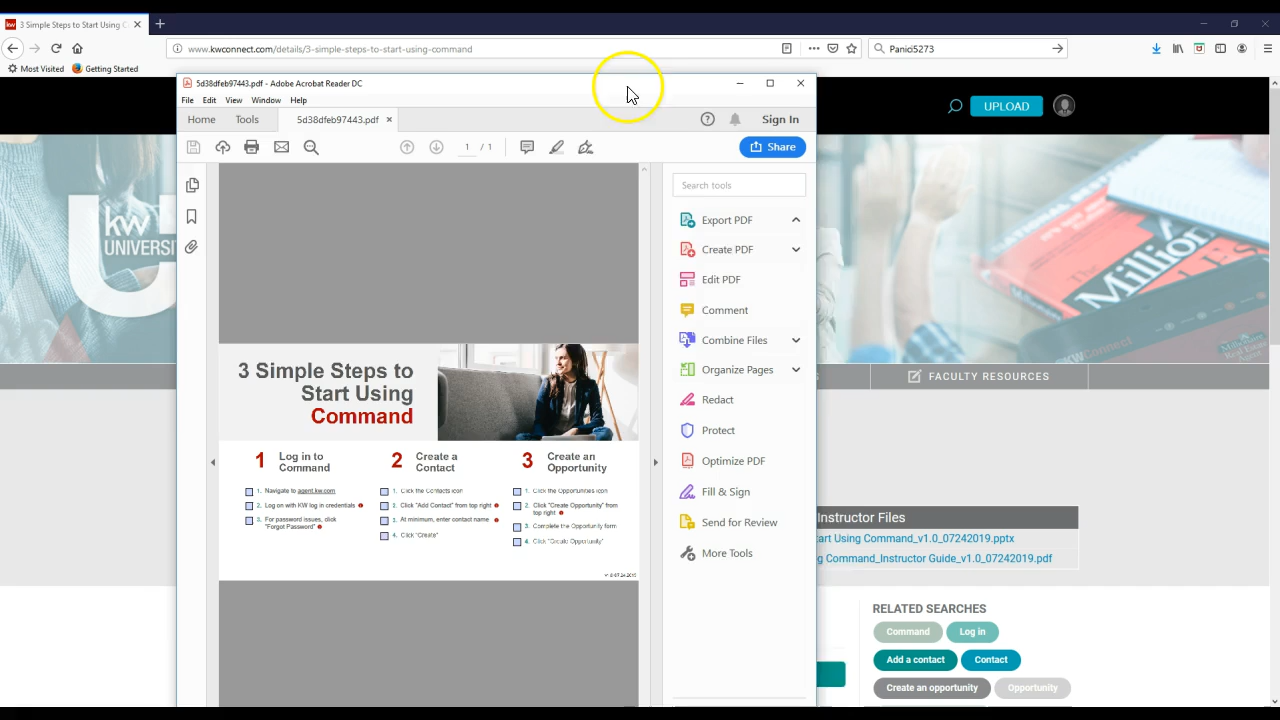 3 Simple Steps to Start Using C
www.kwconnect.com/details/3-simple-steps-to-start-using-command
Panici5273
Most Visited
Getting Started
5d38dfeb97443.pdf - Adobe Acrobat Reader DC
File Edit View Window Help
Home Tools 5d38dfeb97443.pdf Sign In
UPLOAD
1 / 1
Share
Search tools
Export PDF
Create PDF
Edit PDF
Comment
Combine Files
Organize Pages
Redact
Protect
Optimize PDF
Fill & Sign
Send for Review
More Tools
kw
UNIVERSI
The
Million
FACULTY RESOURCES
3 Simple Steps to
Start Using
Command
1 Log in to
Command
1. Navigate to agent.kw.com
2. Log on with KW log in credentials
3. For password issues, click
"Forgot Password"
2 Create a
Contact
1. Click the Contacts icon
2. Click "Add Contact" from top right
3. At minimum, enter contact name
4. Click "Create"
3 Create an
Opportunity
1. Click the Opportunities icon
2. Click "Create Opportunity" from
top right
3. Complete the Opportunity form
4. Click "Create Opportunity"
Instructor Files
tart Using Command_v1.0_07242019.pptx
g Command_Instructor Guide_v1.0_07242019.pdf
RELATED SEARCHES
Command
Log in
Add a contact
Contact
Create an opportunity
Opportunity